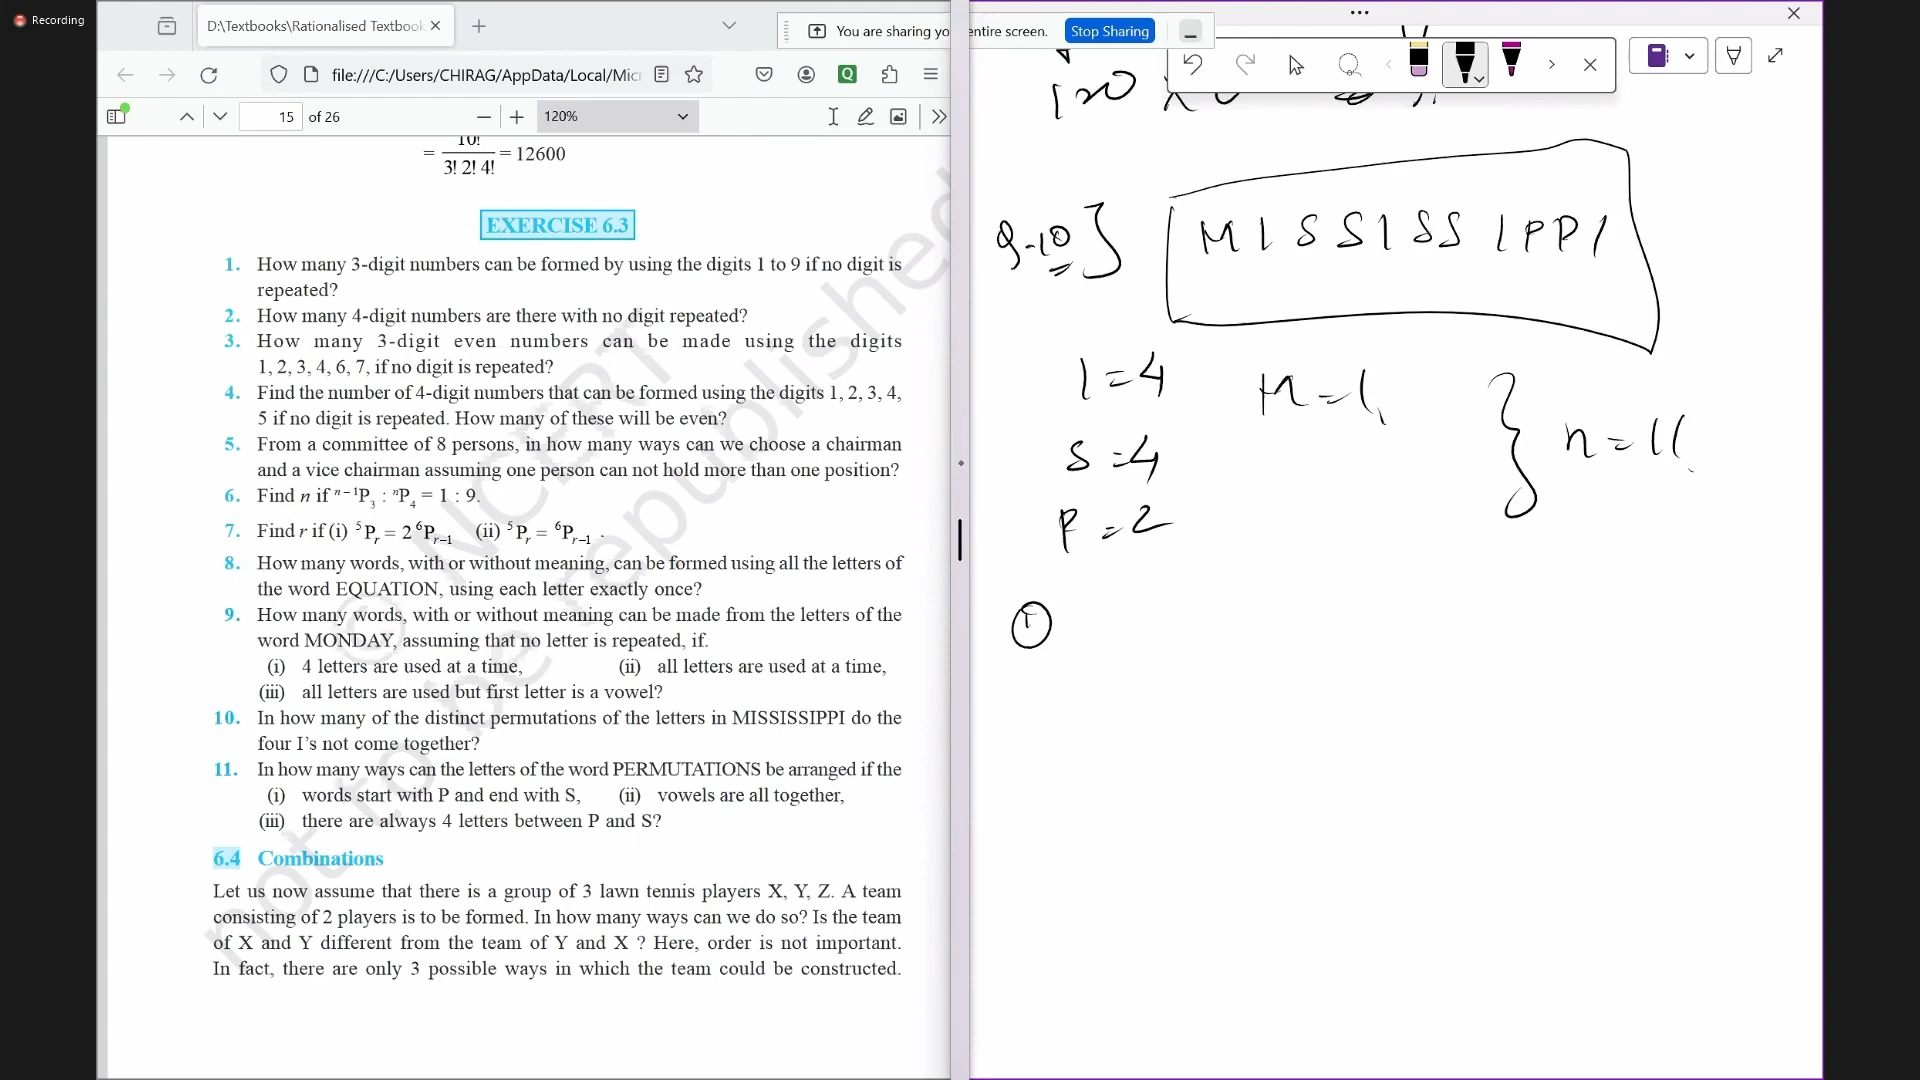 Recording
D:\Textbooks\Rationalised Textbook
You are sharing yo
entire screen.
Stop Sharing
file:///C:/Users/CHIRAG/AppData/Local/Micr
15 of 26
120%
10!
= 3! 2! 4! = 12600
EXERCISE 6.3
1. How many 3-digit numbers can be formed by using the digits 1 to 9 if no digit is
repeated?
2. How many 4-digit numbers are there with no digit repeated?
3. How many 3-digit even numbers can be made using the digits
1, 2, 3, 4, 6, 7, if no digit is repeated?
4. Find the number of 4-digit numbers that can be formed using the digits 1, 2, 3, 4,
5 if no digit is repeated. How many of these will be even?
5. From a committee of 8 persons, in how many ways can we choose a chairman
and a vice chairman assuming one person can not hold more than one position?
6. Find n if n–1P3 : nP4 = 1 : 9.
7. Find r if (i) 5Pr = 2 6Pr–1 (ii) 5Pr = 6Pr–1 .
8. How many words, with or without meaning, can be formed using all the letters of
the word EQUATION, using each letter exactly once?
9. How many words, with or without meaning can be made from the letters of the
word MONDAY, assuming that no letter is repeated, if.
(i) 4 letters are used at a time, (ii) all letters are used at a time,
(iii) all letters are used but first letter is a vowel?
10. In how many of the distinct permutations of the letters in MISSISSIPPI do the
four I’s not come together?
11. In how many ways can the letters of the word PERMUTATIONS be arranged if the
(i) words start with P and end with S, (ii) vowels are all together,
(iii) there are always 4 letters between P and S?
6.4 Combinations
Let us now assume that there is a group of 3 lawn tennis players X, Y, Z. A team
consisting of 2 players is to be formed. In how many ways can we do so? Is the team
of X and Y different from the team of Y and X ? Here, order is not important.
In fact, there are only 3 possible ways in which the team could be constructed.
© NCERT
not to be republished
Q-10] MISSISSIPPI
I=4 M=1
S=4 n=11
P=2